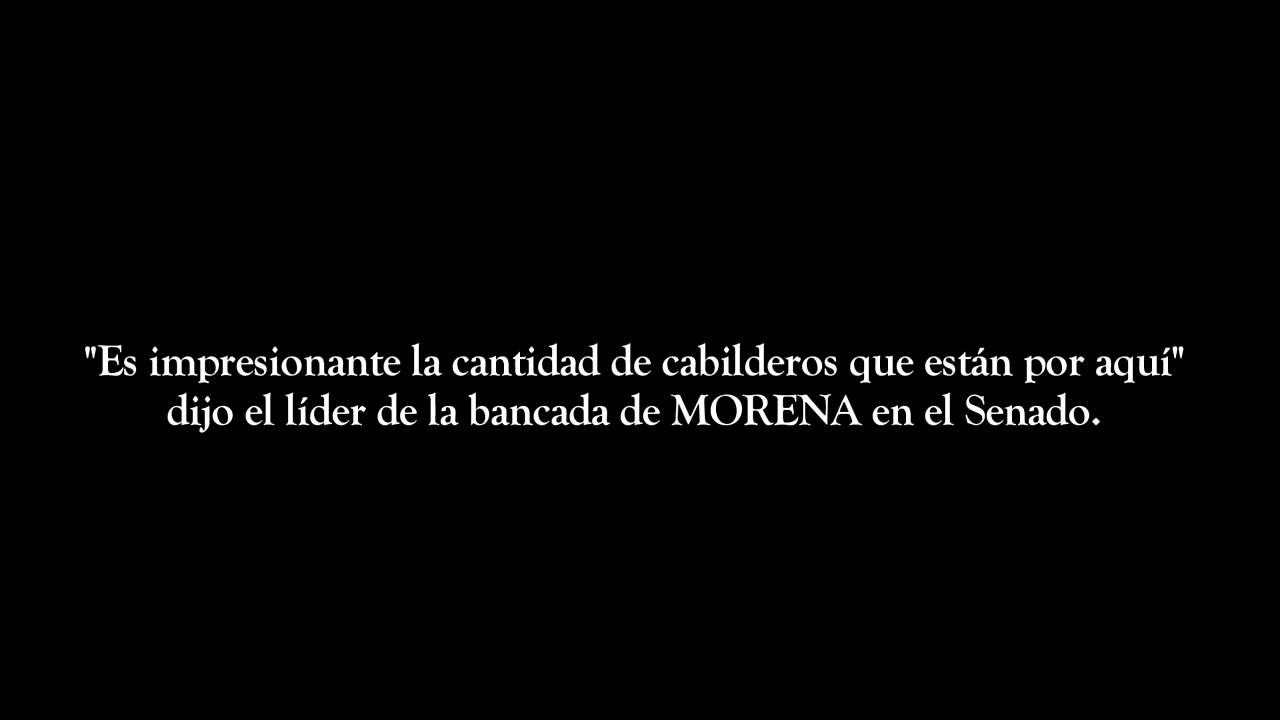 "Es impresionante la cantidad de cabilderos que están por aquí"
dijo el líder de la bancada de MORENA en el Senado.